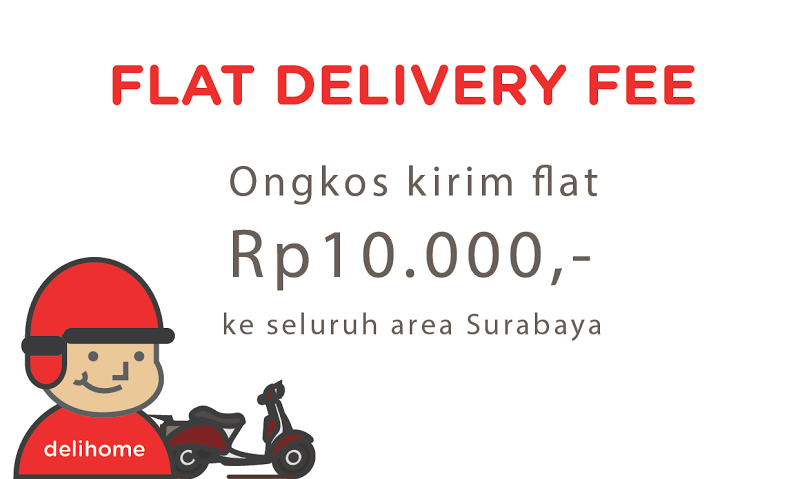 FLAT DELIVERY FEE
Ongkos kirim flat
Rp10.000,-
ke seluruh area Surabaya
delihome